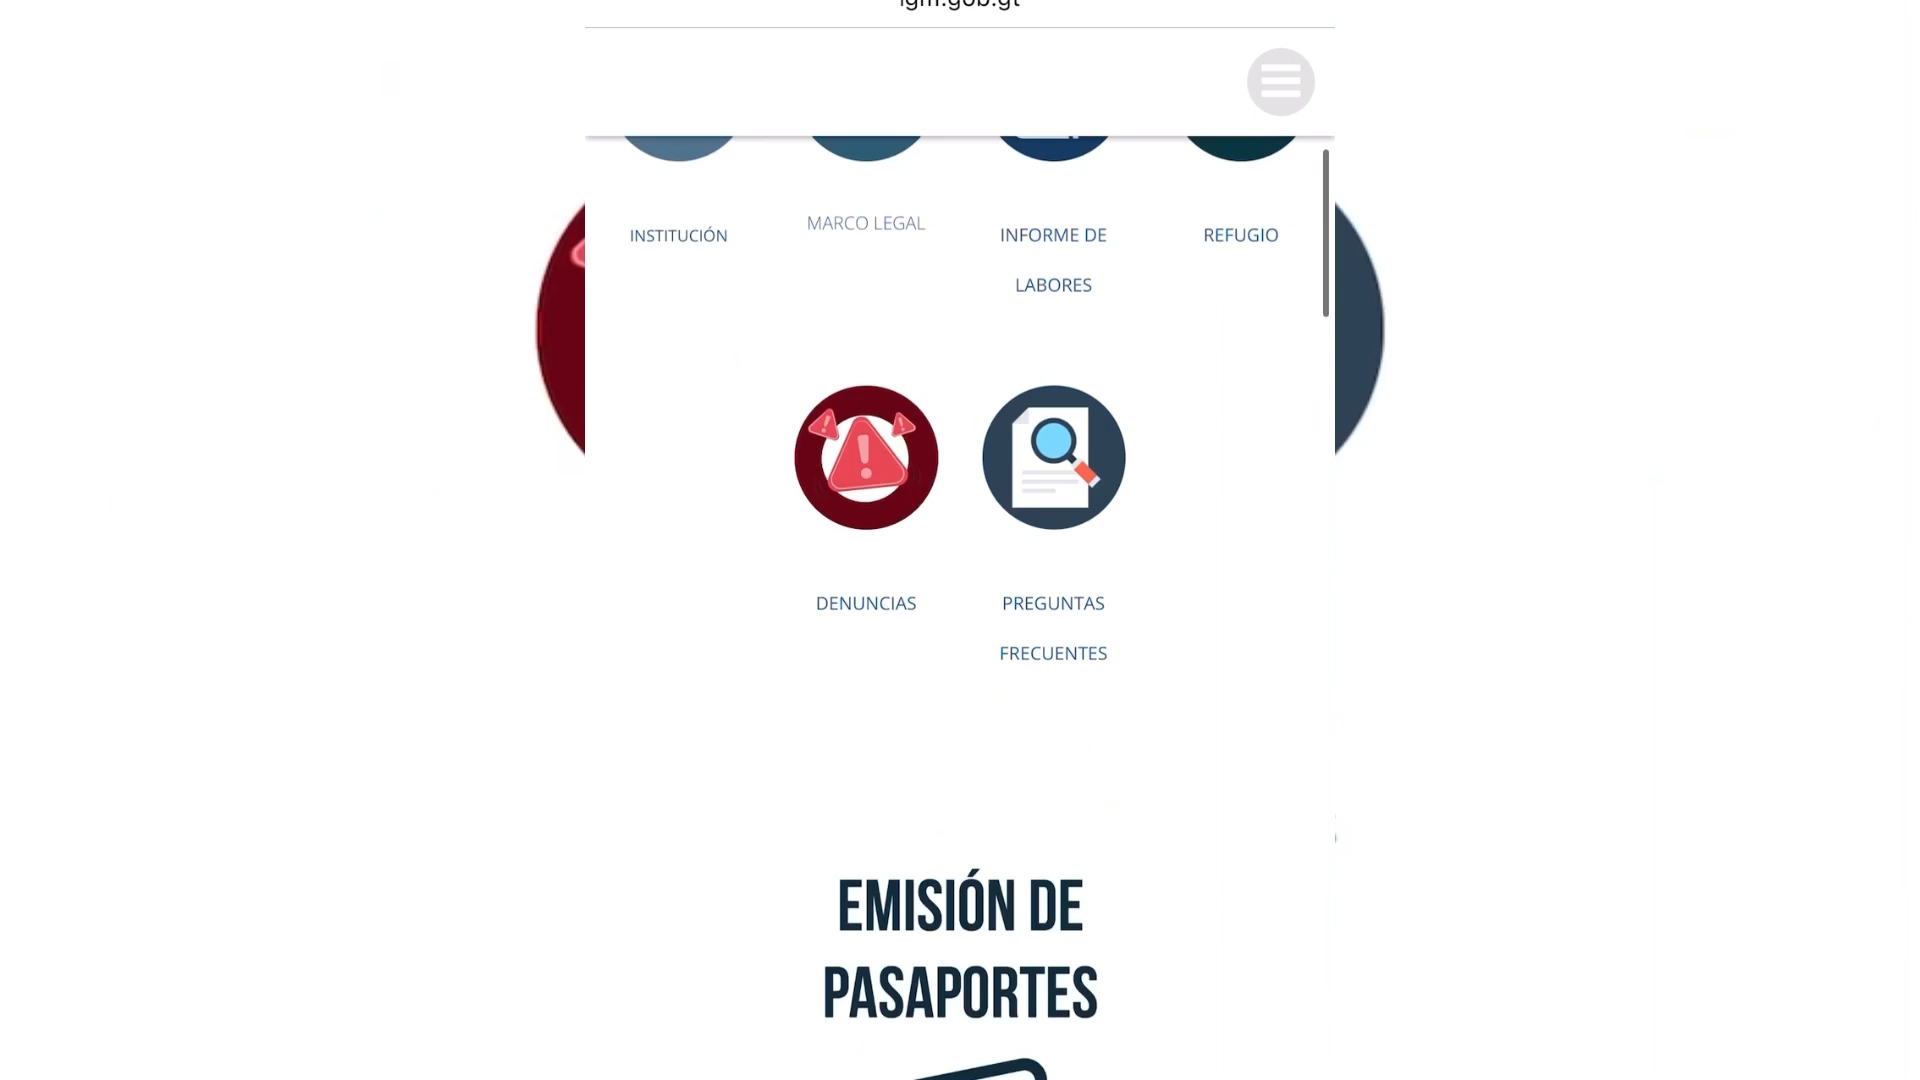 igm.gob.gt
INSTITUCIÓN
MARCO LEGAL
INFORME DE
LABORES
REFUGIO
DENUNCIAS
PREGUNTAS
FRECUENTES
EMISIÓN DE
PASAPORTES